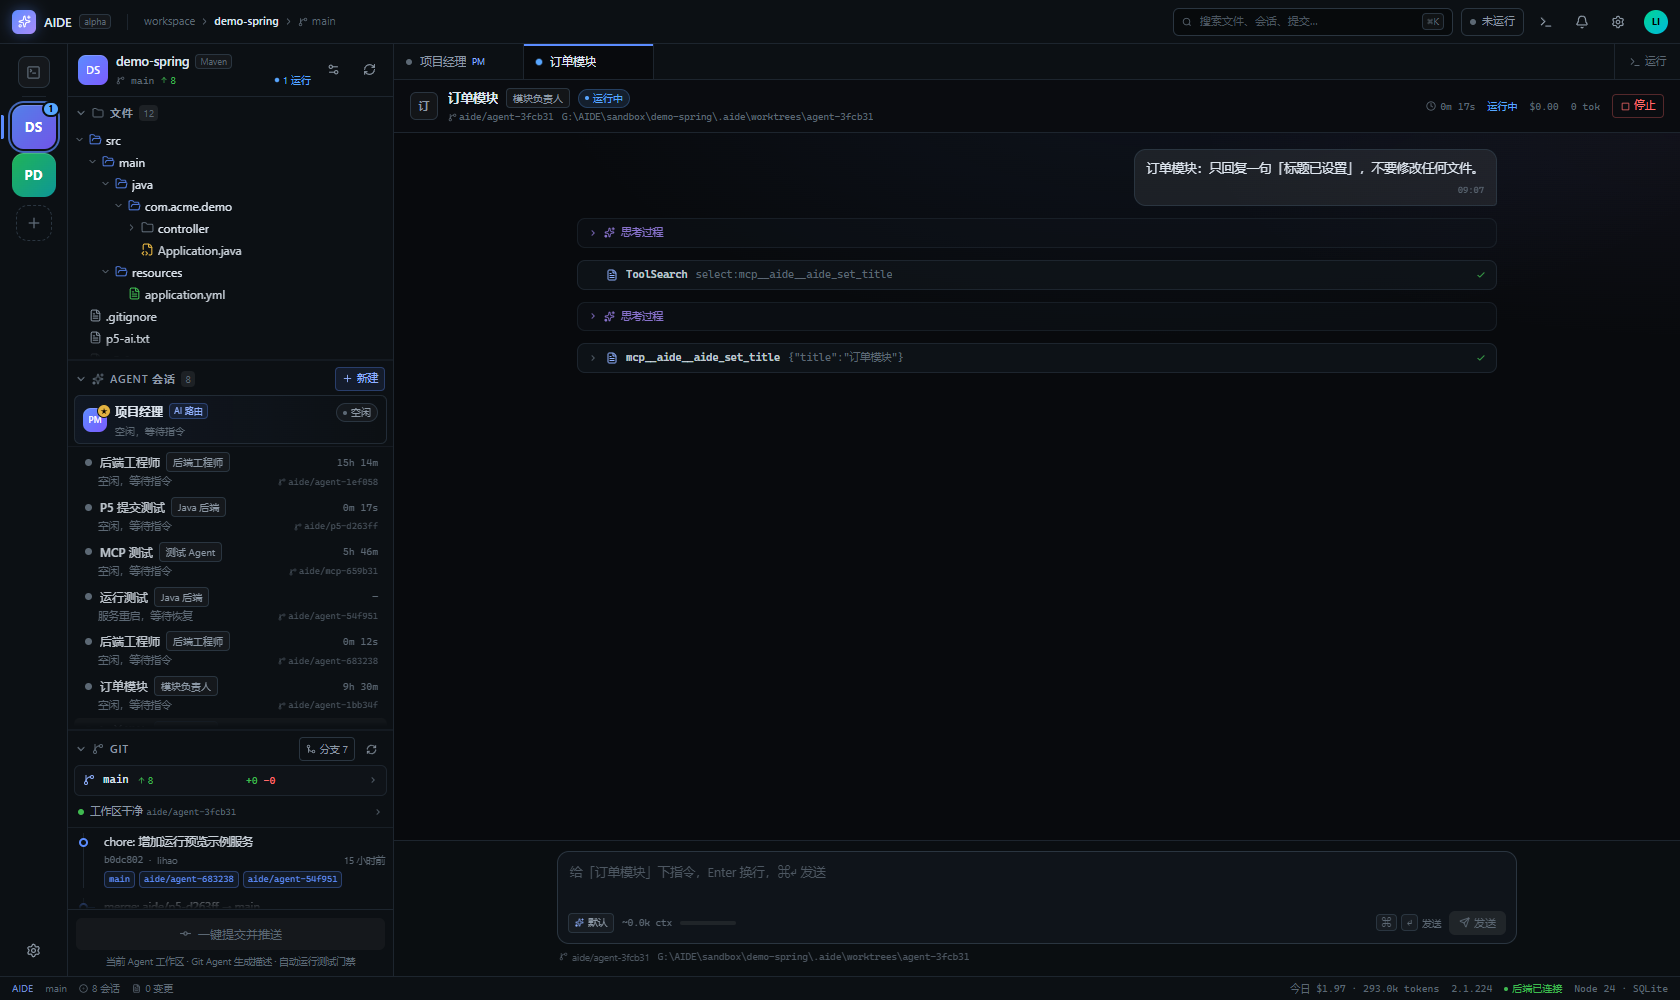 AIDE alpha workspace › demo-spring › main 搜索文件、会话、提交... ⌘K 未运行 LI
DS 1
PD
DS demo-spring Maven
main ↑8 1 运行
文件 12
src
main
java
com.acme.demo
controller
Application.java
resources
application.yml
.gitignore
p5-ai.txt
AGENT 会话 8 + 新建
PM 项目经理 AI 路由 空闲
空闲，等待指令
后端工程师 后端工程师 15h 14m
空闲，等待指令 aide/agent-1ef058
P5 提交测试 Java 后端 0m 17s
空闲，等待指令 aide/p5-d263ff
MCP 测试 测试 Agent 5h 46m
空闲，等待指令 aide/mcp-659b31
运行测试 Java 后端 —
服务重启，等待恢复 aide/agent-54f951
后端工程师 后端工程师 0m 12s
空闲，等待指令 aide/agent-683238
订单模块 模块负责人 9h 30m
空闲，等待指令 aide/agent-1bb34f
GIT 分支 7
main ↑8 +0 −0
工作区干净 aide/agent-3fcb31
chore: 增加运行预览示例服务
b0dc802 · lihao 15 小时前
main aide/agent-683238 aide/agent-54f951
merge: aide/p5-d263ff → main
一键提交并推送
当前 Agent 工作区 · Git Agent 生成描述 · 自动运行测试门禁
项目经理 PM 订单模块 运行
订 订单模块 模块负责人 运行中 0m 17s 运行中 $0.00 0 tok 停止
aide/agent-3fcb31 G:\AIDE\sandbox\demo-spring\.aide\worktrees\agent-3fcb31
订单模块：只回复一句「标题已设置」，不要修改任何文件。
09:07
思考过程
ToolSearch select:mcp__aide__aide_set_title
思考过程
mcp__aide__aide_set_title {"title":"订单模块"}
给「订单模块」下指令，Enter 换行，⌘↵ 发送
默认 ~0.0k ctx ⌘ ↵ 发送 发送
aide/agent-3fcb31 G:\AIDE\sandbox\demo-spring\.aide\worktrees\agent-3fcb31
AIDE main 8 会话 0 变更 今日 $1.97 · 293.0k tokens 2.1.224 后端已连接 Node 24 · SQLite